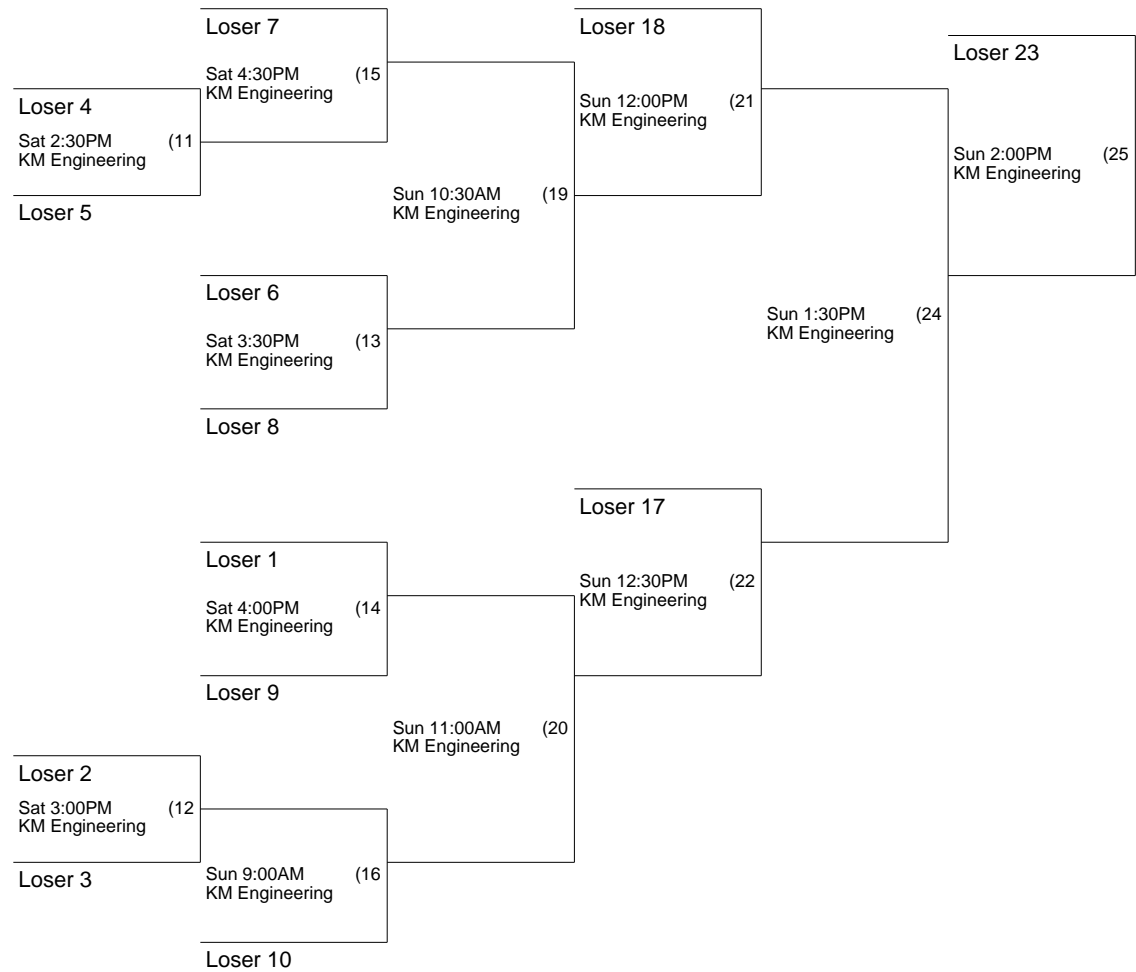 Loser 7
Loser 18
Loser 23
Sat 4:30PM (15
KM Engineering
Loser 4
Sun 12:00PM (21
KM Engineering
Sat 2:30PM (11
KM Engineering
Sun 2:00PM (25
KM Engineering
Loser 5
Sun 10:30AM (19
KM Engineering
Loser 6
Sat 3:30PM (13
KM Engineering
Sun 1:30PM (24
KM Engineering
Loser 8
Loser 17
Loser 1
Sat 4:00PM (14
KM Engineering
Sun 12:30PM (22
KM Engineering
Loser 9
Sun 11:00AM (20
KM Engineering
Loser 2
Sat 3:00PM (12
KM Engineering
Loser 3
Sun 9:00AM (16
KM Engineering
Loser 10